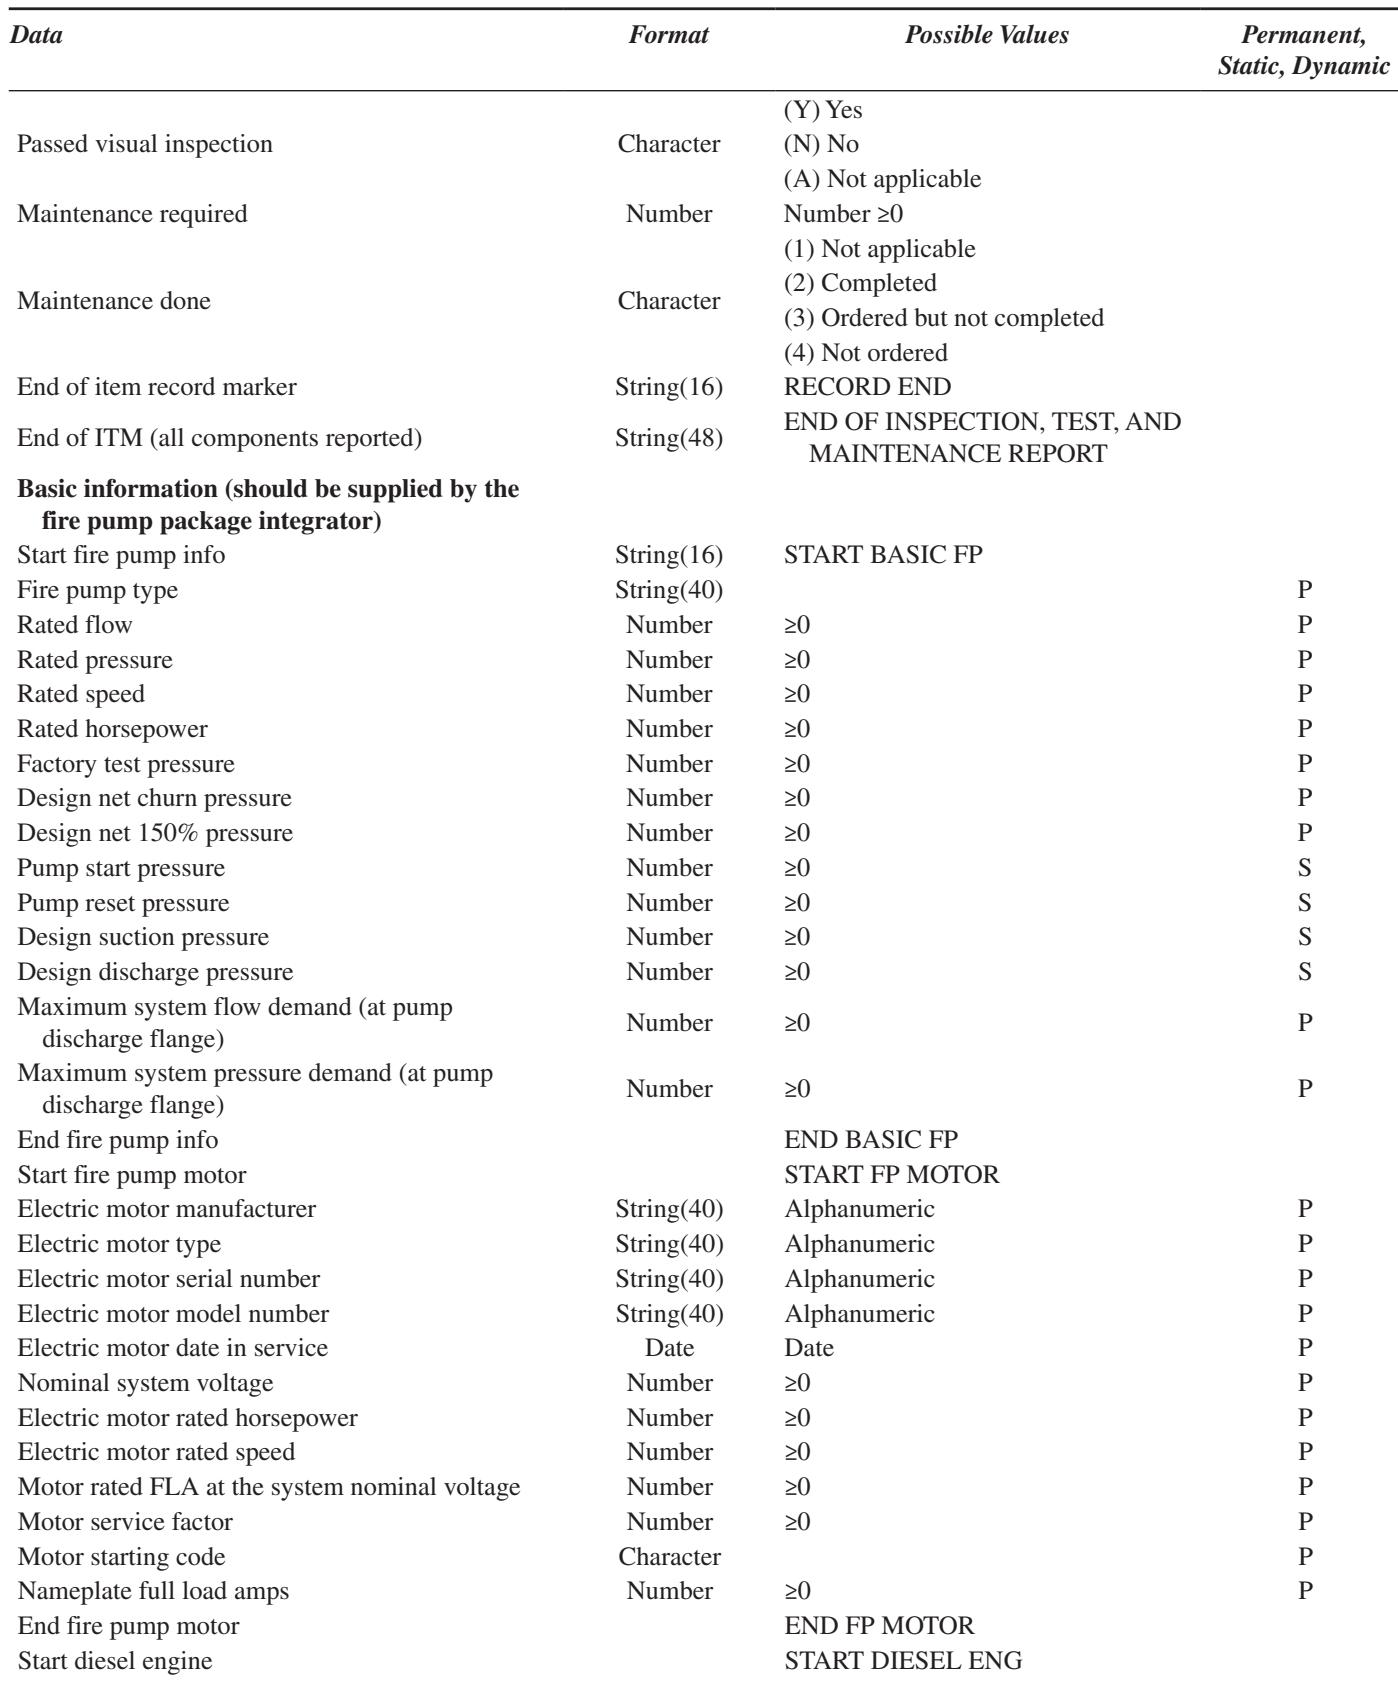 Data Format Possible Values Permanent,
Static, Dynamic
(Y) Yes
Passed visual inspection Character (N) No
(A) Not applicable
Maintenance required Number Number ≥0
(1) Not applicable
(2) Completed
Maintenance done Character
(3) Ordered but not completed
(4) Not ordered
End of item record marker String(16) RECORD END
End of ITM (all components reported) String(48) END OF INSPECTION, TEST, AND
MAINTENANCE REPORT
Basic information (should be supplied by the
fire pump package integrator)
Start fire pump info String(16) START BASIC FP
Fire pump type String(40) P
Rated flow Number ≥0 P
Rated pressure Number ≥0 P
Rated speed Number ≥0 P
Rated horsepower Number ≥0 P
Factory test pressure Number ≥0 P
Design net churn pressure Number ≥0 P
Design net 150% pressure Number ≥0 P
Pump start pressure Number ≥0 S
Pump reset pressure Number ≥0 S
Design suction pressure Number ≥0 S
Design discharge pressure Number ≥0 S
Maximum system flow demand (at pump
discharge flange) Number ≥0 P
Maximum system pressure demand (at pump
discharge flange) Number ≥0 P
End fire pump info END BASIC FP
Start fire pump motor START FP MOTOR
Electric motor manufacturer String(40) Alphanumeric P
Electric motor type String(40) Alphanumeric P
Electric motor serial number String(40) Alphanumeric P
Electric motor model number String(40) Alphanumeric P
Electric motor date in service Date Date P
Nominal system voltage Number ≥0 P
Electric motor rated horsepower Number ≥0 P
Electric motor rated speed Number ≥0 P
Motor rated FLA at the system nominal voltage Number ≥0 P
Motor service factor Number ≥0 P
Motor starting code Character P
Nameplate full load amps Number ≥0 P
End fire pump motor END FP MOTOR
Start diesel engine START DIESEL ENG